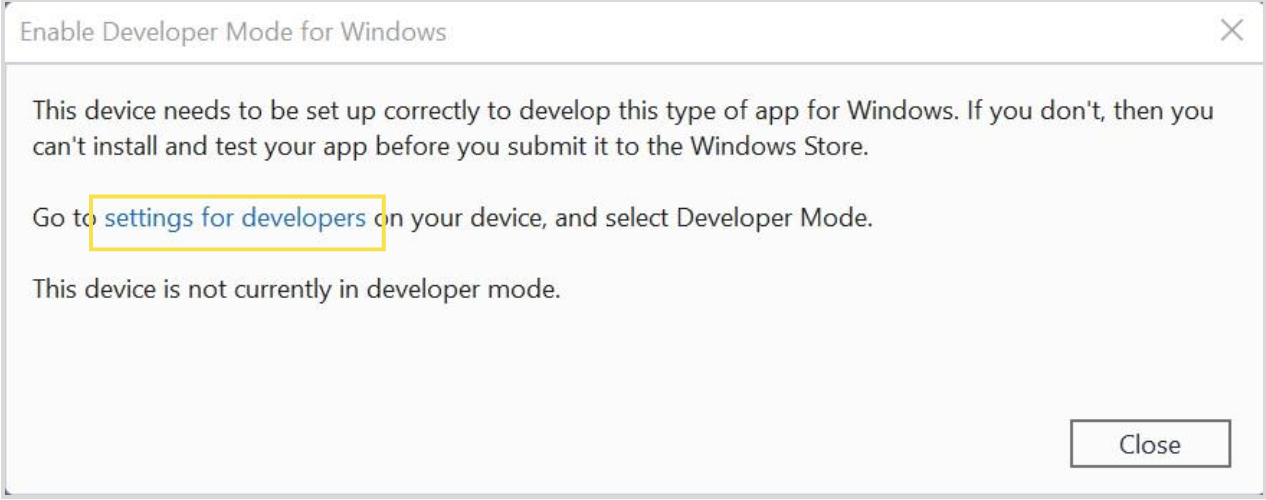 Enable Developer Mode for Windows
This device needs to be set up correctly to develop this type of app for Windows. If you don't, then you
can't install and test your app before you submit it to the Windows Store.
Go to settings for developers on your device, and select Developer Mode.
This device is not currently in developer mode.
Close